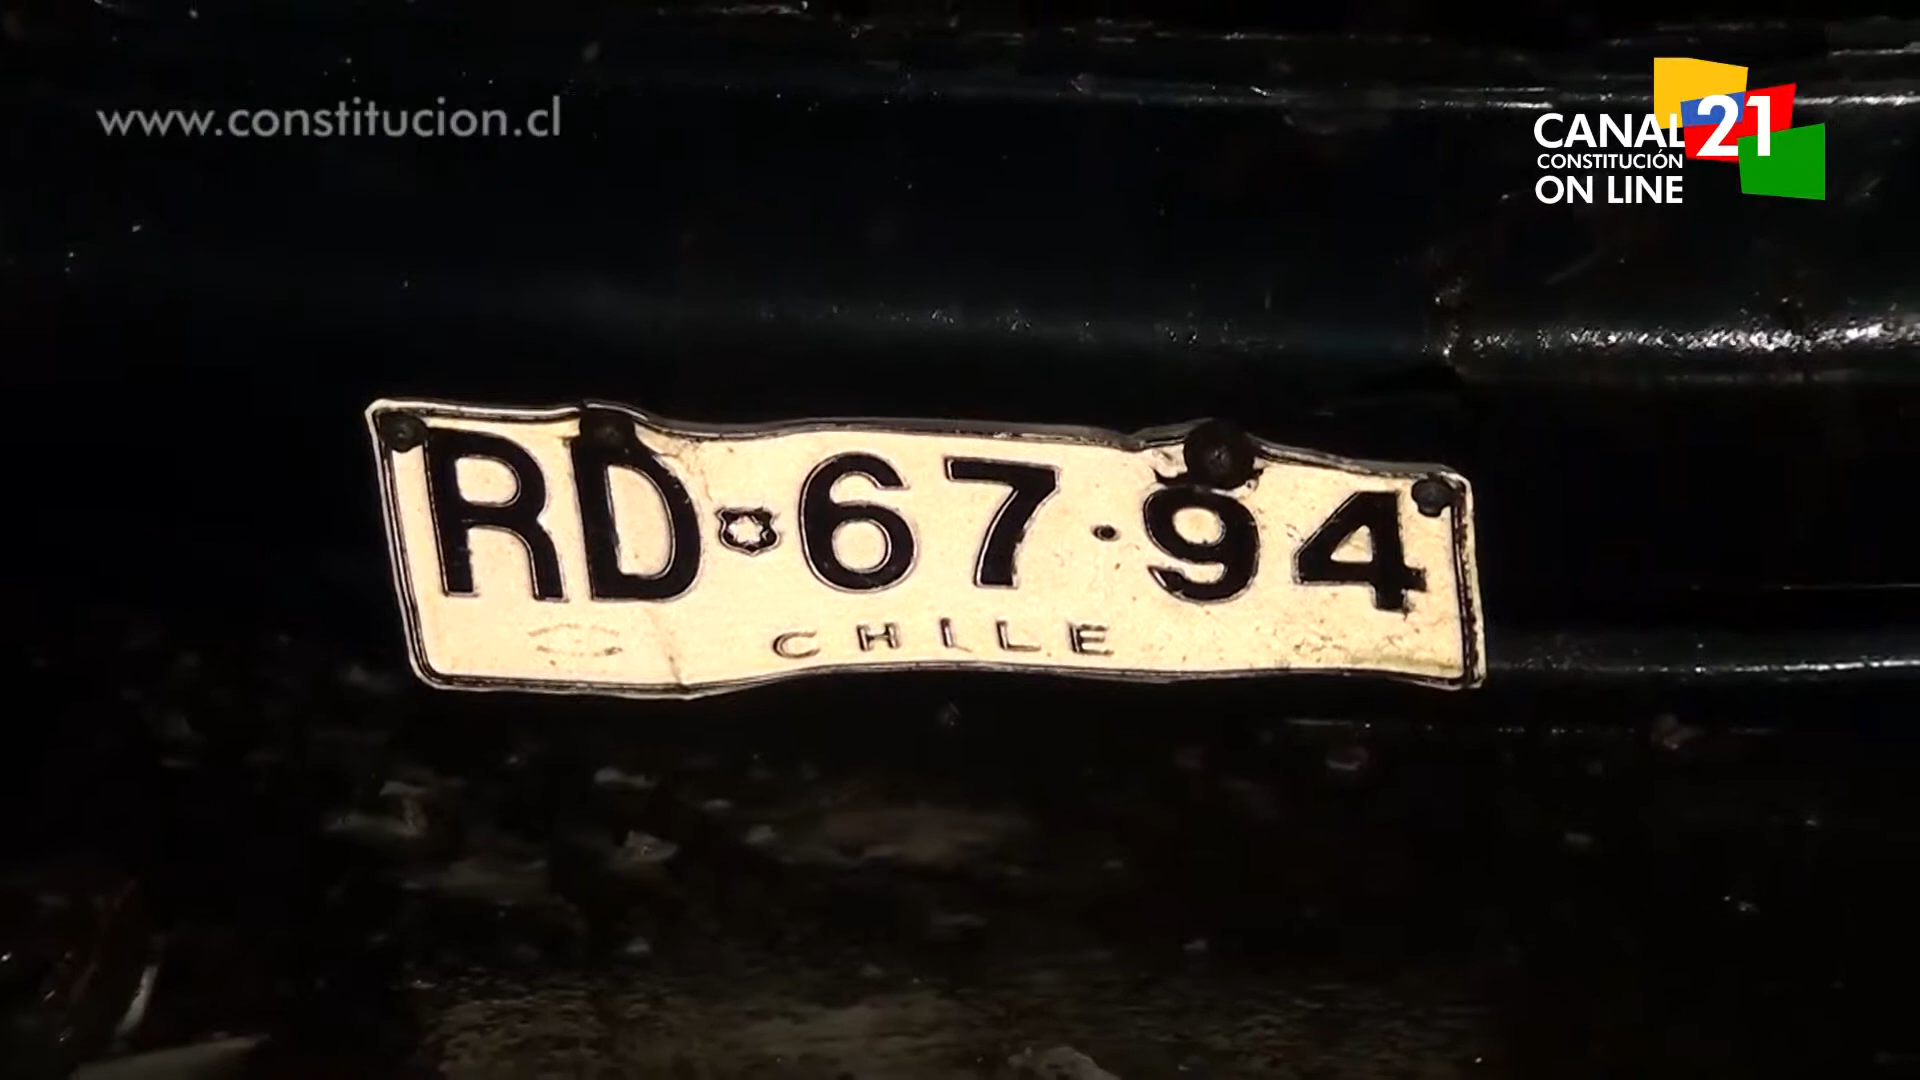 www.constitucion.cl
CANAL 21
CONSTITUCIÓN
ON LINE
RD 67·94
CHILE